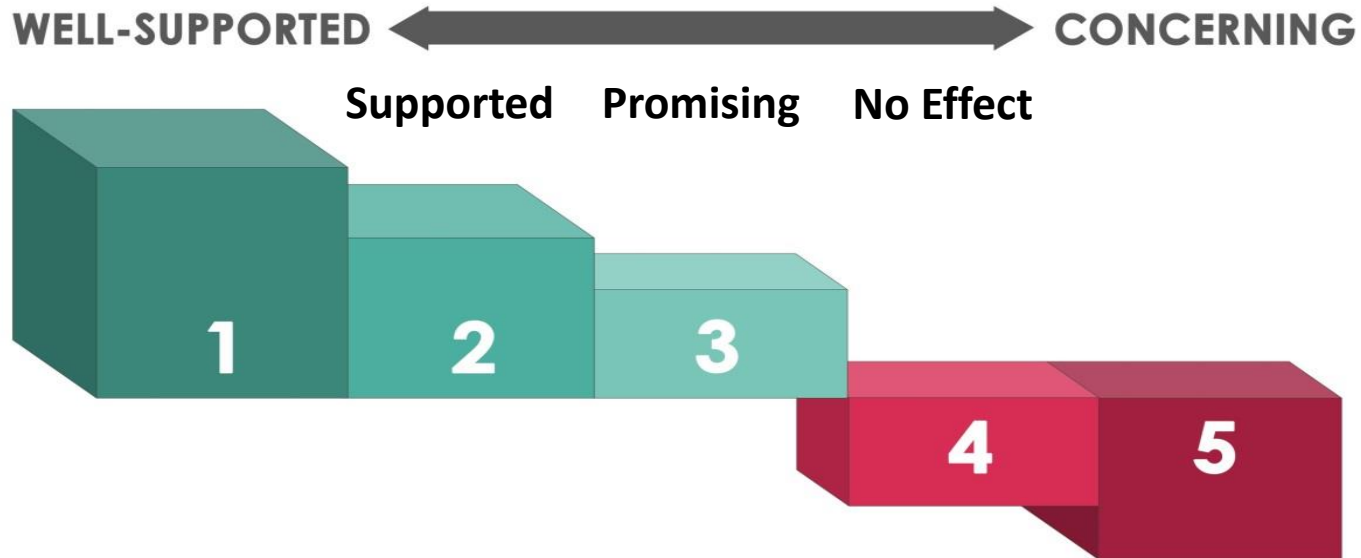 WELL-SUPPORTED CONCERNING
Supported Promising No Effect
1 2 3
4 5